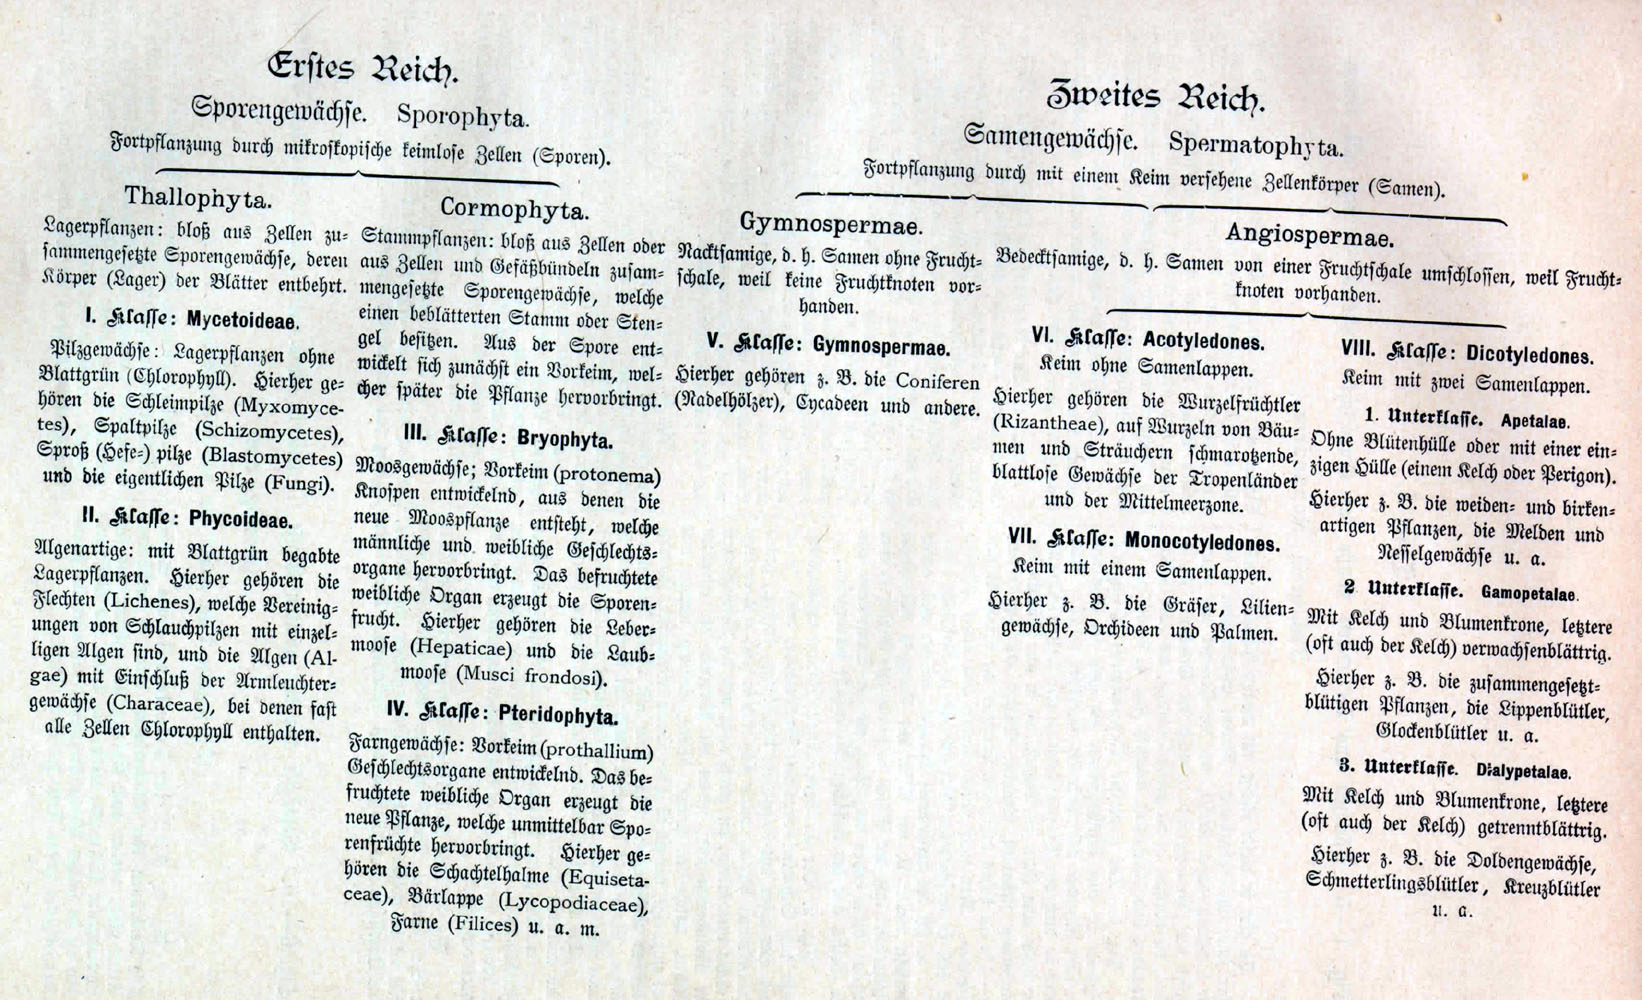 Erstes Reich.
Sporengewächse. Sporophyta.
Fortpflanzung durch mikroskopische keimlose Zellen (Sporen).
Thallophyta.
Lagerpflanzen: bloß aus Zellen zu-
sammengesetzte Sporengewächse, deren
Körper (Lager) der Blätter entbehrt.
I. Klasse: Mycetoideae.
Pilzgewächse: Lagerpflanzen ohne
Blattgrün (Chlorophyll). Hierher ge-
hören die Schleimpilze (Myxomyce-
tes), Spaltpilze (Schizomycetes),
Sproß (Hefe-) pilze (Blastomycetes)
und die eigentlichen Pilze (Fungi).
II. Klasse: Phycoideae.
Algenartige: mit Blattgrün begabte
Lagerpflanzen. Hierher gehören die
Flechten (Lichenes), welche Vereinig-
ungen von Schlauchpilzen mit einzel-
ligen Algen sind, und die Algen (Al-
gae) mit Einschluß der Armleuchter-
gewächse (Characeae), bei denen fast
alle Zellen Chlorophyll enthalten.
Cormophyta.
Stammpflanzen: bloß aus Zellen oder
aus Zellen und Gefäßbündeln zusam-
mengesetzte Sporengewächse, welche
einen beblätterten Stamm oder Sten-
gel besitzen. Aus der Spore ent-
wickelt sich zunächst ein Vorkeim, wel-
cher später die Pflanze hervorbringt.
III. Klasse: Bryophyta.
Moosgewächse; Vorkeim (protonema)
Knospen entwickelnd, aus denen die
neue Moospflanze entsteht, welche
männliche und weibliche Geschlechts-
organe hervorbringt. Das befruchtete
weibliche Organ erzeugt die Sporen-
frucht. Hierher gehören die Leber-
moose (Hepaticae) und die Laub-
moose (Musci frondosi).
IV. Klasse: Pteridophyta.
Farngewächse: Vorkeim (prothallium)
Geschlechtsorgane entwickelnd. Das be-
fruchtete weibliche Organ erzeugt die
neue Pflanze, welche unmittelbar Spo-
renfrüchte hervorbringt. Hierher ge-
hören die Schachtelhalme (Equiseta-
ceae), Bärlappe (Lycopodiaceae),
Farne (Filices) u. a. m.
Zweites Reich.
Samengewächse. Spermatophyta.
Fortpflanzung durch mit einem Keim versehene Zellenkörper (Samen).
Gymnospermae.
Nacktsamige, d. h. Samen ohne Frucht-
schale, weil keine Fruchtknoten vor-
handen.
V. Klasse: Gymnospermae.
Hierher gehören z. B. die Coniferen
(Nadelhölzer), Cycadeen und andere.
Angiospermae.
Bedecktsamige, d. h. Samen von einer Fruchtschale umschlossen, weil Frucht-
knoten vorhanden.
VI. Klasse: Acotyledones.
Keim ohne Samenlappen.
Hierher gehören die Wurzelfrüchtler
(Rizantheae), auf Wurzeln von Bäu-
men und Sträuchern schmarotzende,
blattlose Gewächse der Tropenländer
und der Mittelmeerzone.
VII. Klasse: Monocotyledones.
Keim mit einem Samenlappen.
Hierher z. B. die Gräser, Lilien-
gewächse, Orchideen und Palmen.
VIII. Klasse: Dicotyledones.
Keim mit zwei Samenlappen.
1. Unterklasse. Apetalae.
Ohne Blütenhülle oder mit einer ein-
zigen Hülle (einem Kelch oder Perigon).
Hierher z. B. die weiden- und birken-
artigen Pflanzen, die Melden und
Nesselgewächse u. a.
2 Unterklasse. Gamopetalae.
Mit Kelch und Blumenkrone, letztere
(oft auch der Kelch) verwachsenblättrig.
Hierher z. B. die zusammengesetzt-
blütigen Pflanzen, die Lippenblütler,
Glockenblütler u. a.
3. Unterklasse. Dialypetalae.
Mit Kelch und Blumenkrone, letztere
(oft auch der Kelch) getrenntblättrig.
Hierher z. B. die Doldengewächse,
Schmetterlingsblütler, Kreuzblütler
u. a.